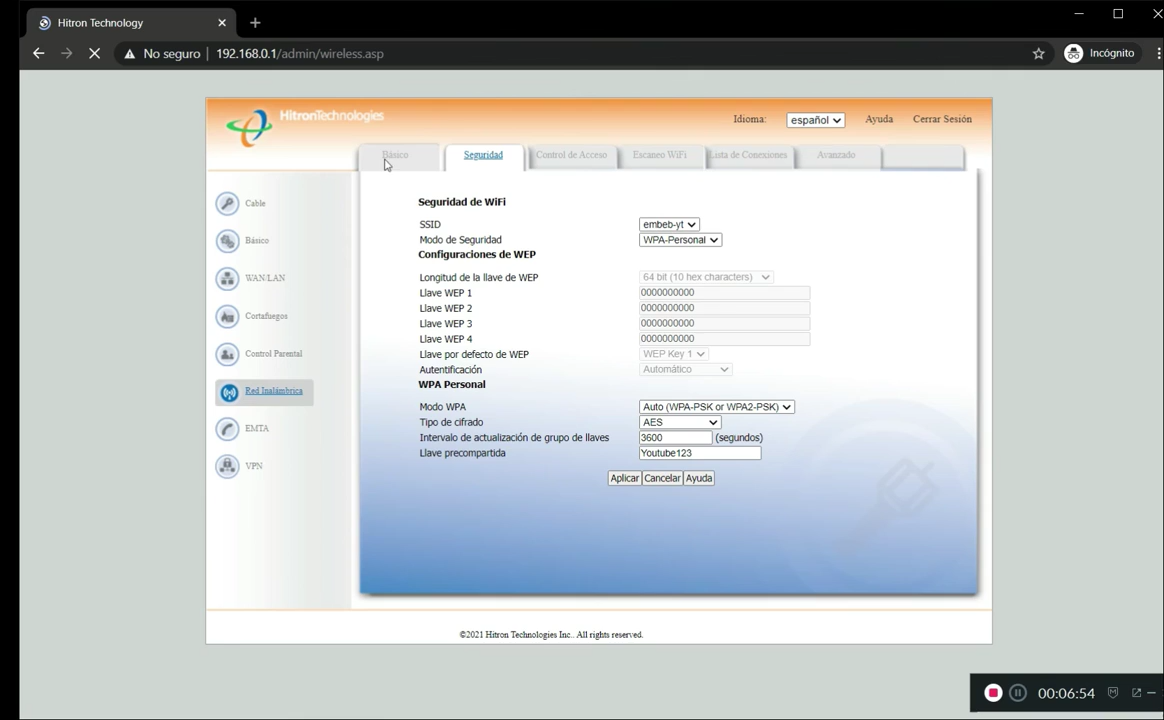 Hitron Technology
No seguro 192.168.0.1/admin/wireless.asp Incógnito
HitronTechnologies
Idioma: español Ayuda Cerrar Sesión
Básico Seguridad Control de Acceso Escaneo WiFi Lista de Conexiones Avanzado
Cable
Básico
WAN/LAN
Cortafuegos
Control Parental
Red Inalámbrica
EMTA
VPN
Seguridad de WiFi
SSID embeb-yt
Modo de Seguridad WPA-Personal
Configuraciones de WEP
Longitud de la llave de WEP 64 bit (10 hex characters)
Llave WEP 1 0000000000
Llave WEP 2 0000000000
Llave WEP 3 0000000000
Llave WEP 4 0000000000
Llave por defecto de WEP WEP Key 1
Autentificación Automático
WPA Personal
Modo WPA Auto (WPA-PSK or WPA2-PSK)
Tipo de cifrado AES
Intervalo de actualización de grupo de llaves 3600 (segundos)
Llave precompartida Youtube123
Aplicar Cancelar Ayuda
©2021 Hitron Technologies Inc.. All rights reserved.
00:06:54